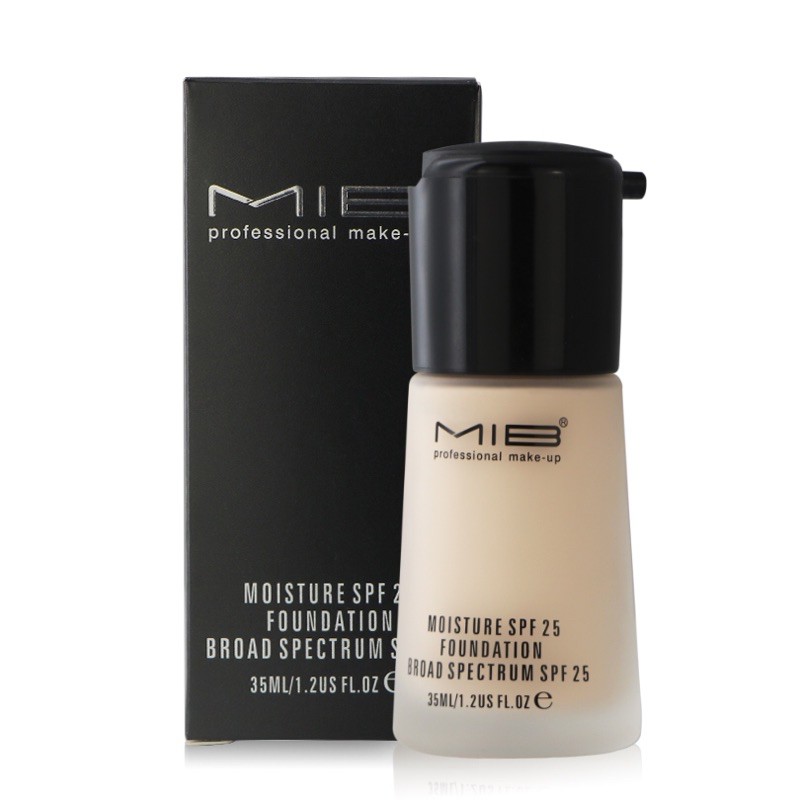 MIB
professional make-
MOISTURE SPF 2
FOUNDATION
BROAD SPECTRUM S
35ML/1.2US FL.OZ e
MIB®
professional make-up
MOISTURE SPF 25
FOUNDATION
BROAD SPECTRUM SPF 25
35ML/1.2US FL.OZ e